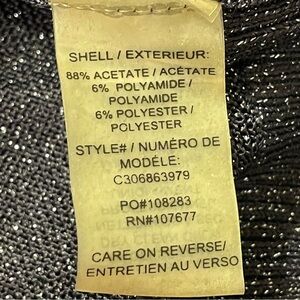 SHELL / EXTERIEUR:
88% ACETATE / ACÉTATE
6% POLYAMIDE /
POLYAMIDE
6% POLYESTER /
POLYESTER
STYLE# / NUMÉRO DE
MODÈLE:
C306863979
PO#108283
RN#107677
CARE ON REVERSE/
ENTRETIEN AU VERSO